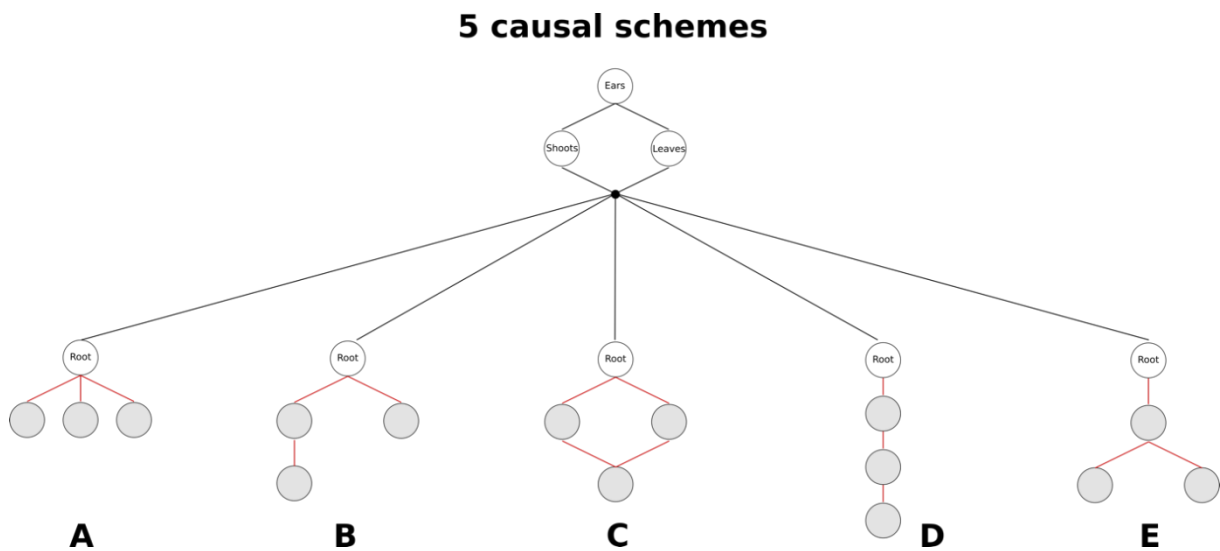 5 causal schemes
Ears
Shoots
Leaves
Root
Root
Root
Root
Root
A
B
C
D
E